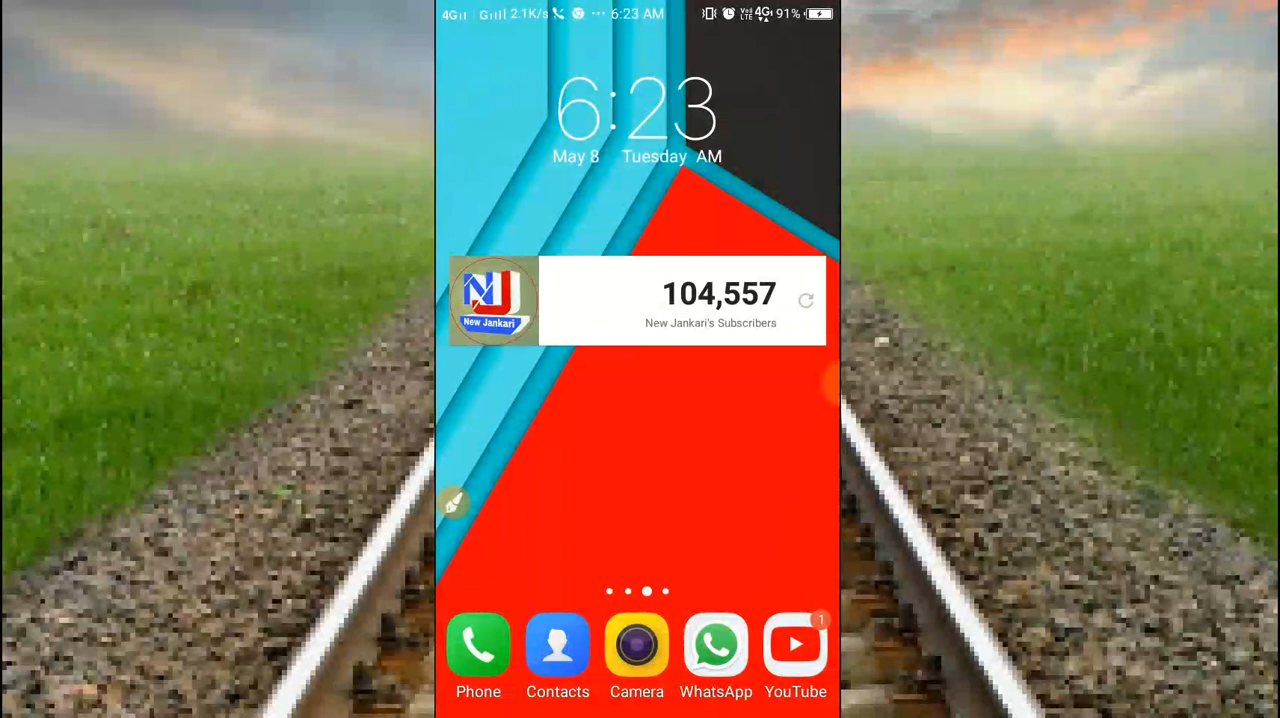 4G G 2.1K/s ··· 6:23 AM VoLTE 4G 91%
6:23
May 8 Tuesday AM
NJ
New Jankari
104,557
New Jankari's Subscribers
1
Phone Contacts Camera WhatsApp YouTube